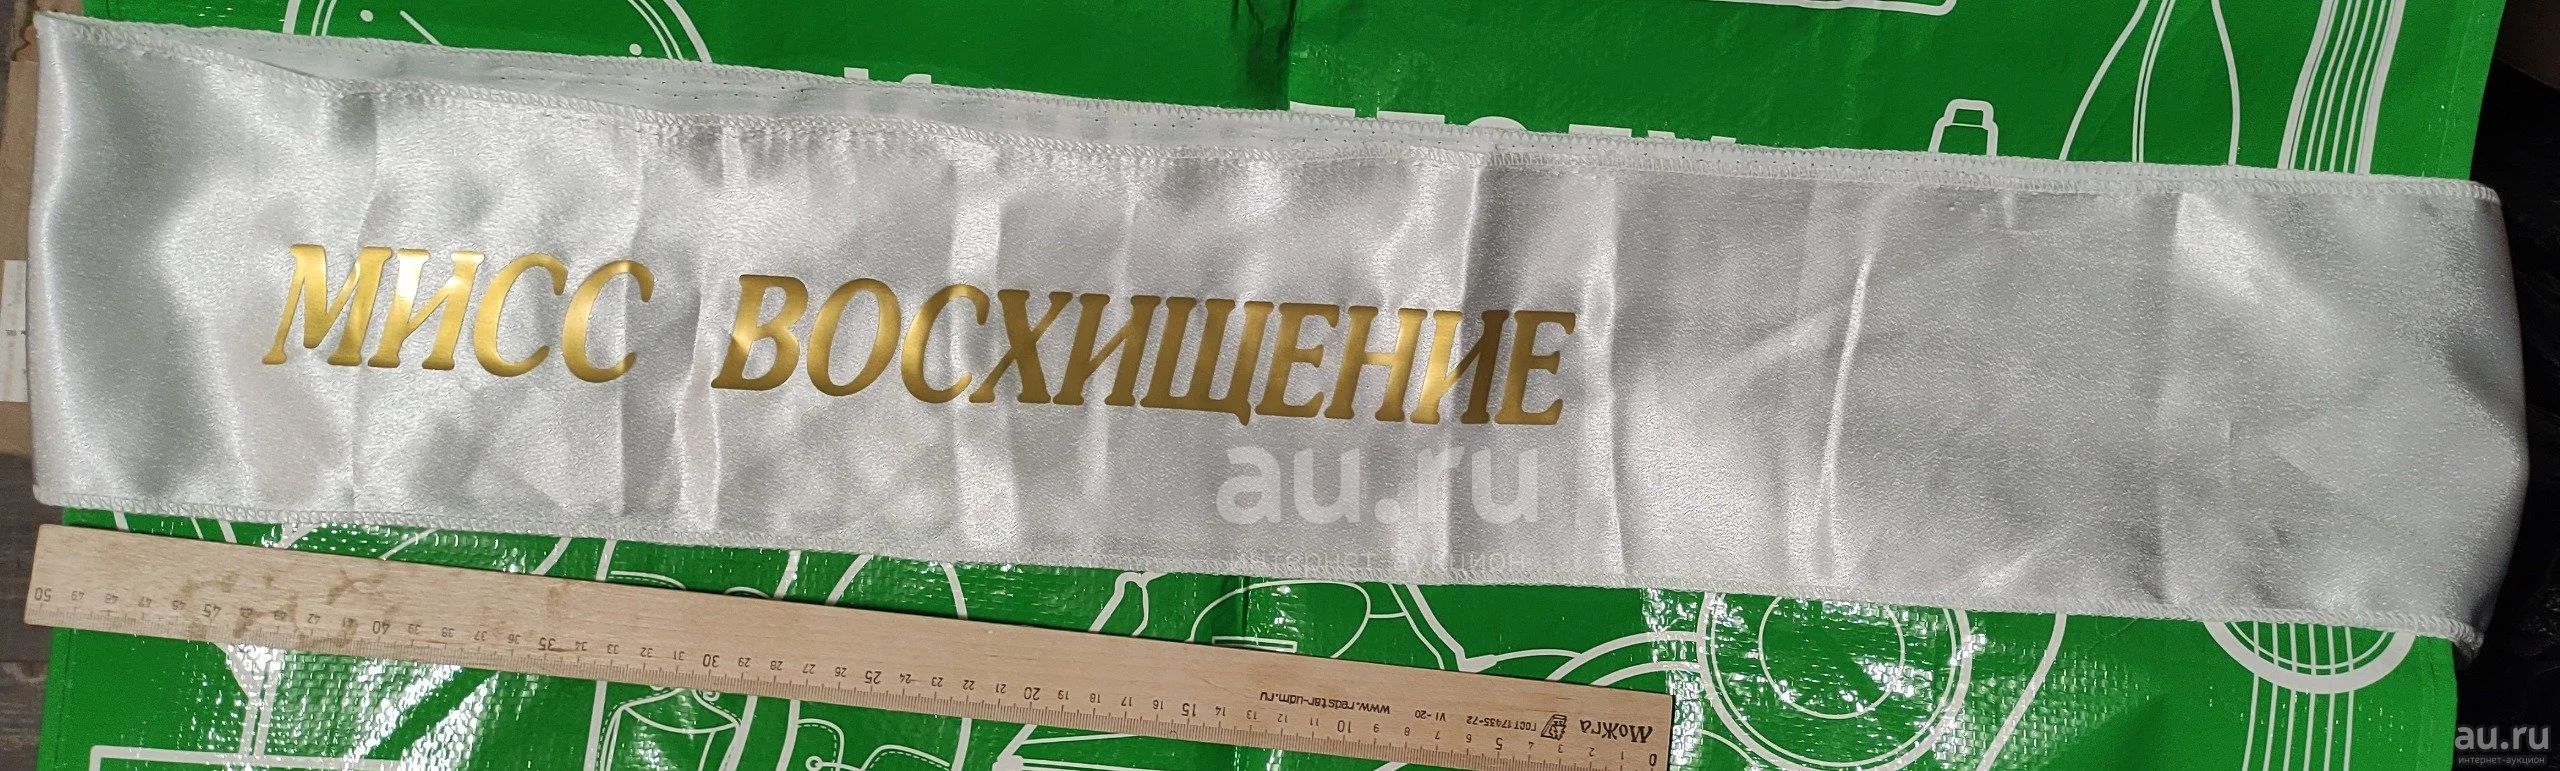 МИСС ВОСХИЩЕНИЕ
au.ru
интернет-аукцион
50 49 48 47 46 45 44 43 42 41 40 39 38 37 36 35 34 33 32 31 30 29 28 27 26 25 24 23 22 21 20 19 18 17 16 15 14 13 12 11 10 9 8 7 6 5 4 3 2 1 0
www.redstar-udm.ru
VI-20
ГОСТ 17435-72
МоЖга
au.ru
интернет-аукцион